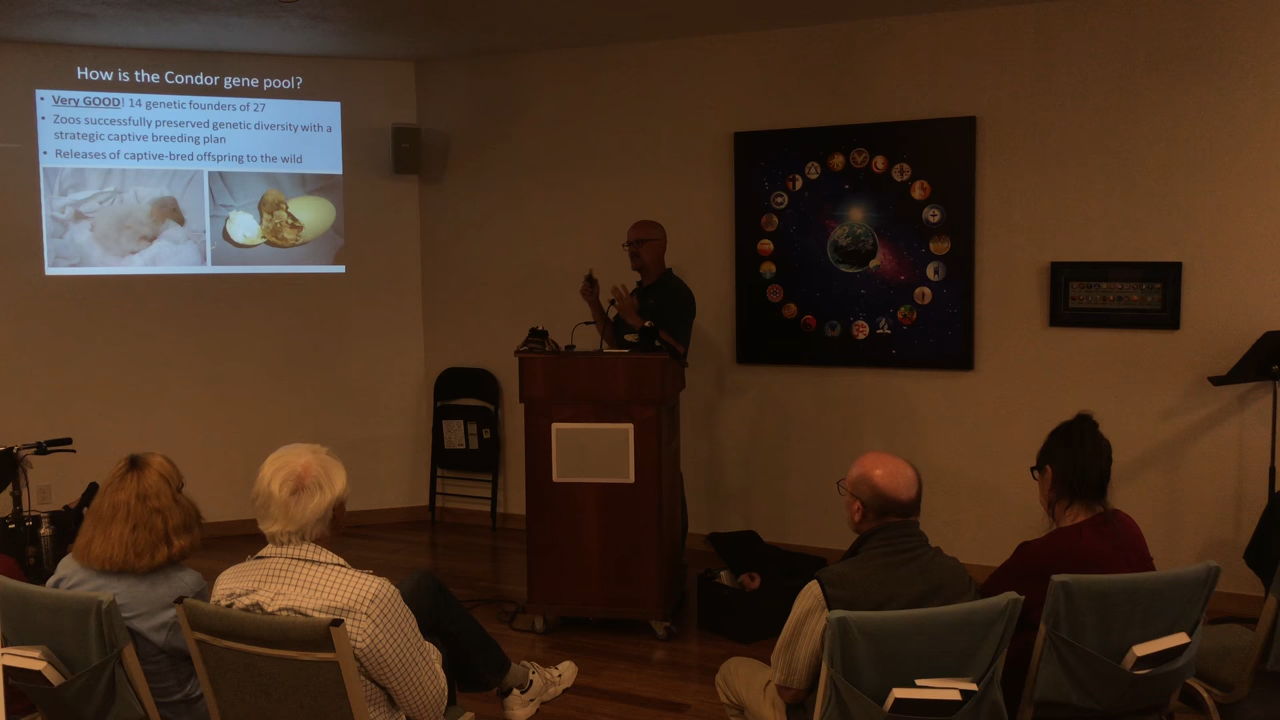 How is the Condor gene pool?
• Very GOOD! 14 genetic founders of 27
• Zoos successfully preserved genetic diversity with a
strategic captive breeding plan
• Releases of captive-bred offspring to the wild